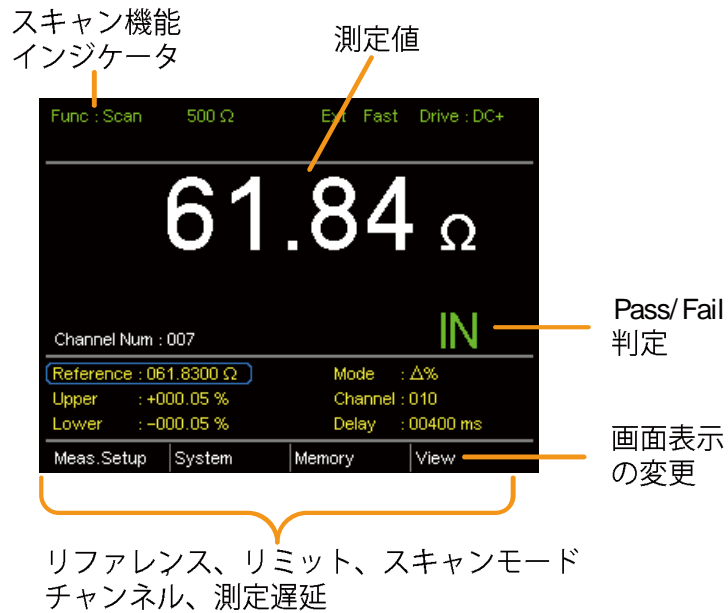 スキャン機能
インジケータ
測定値
Func : Scan 500 Ω Ext Fast Drive : DC+
61.84 Ω
IN
Channel Num : 007
Pass/Fail
判定
Reference : 061.8300 Ω Mode : Δ%
Upper : +000.05 % Channel : 010
Lower : −000.05 % Delay : 00400 ms
Meas.Setup System Memory View
画面表示
の変更
リファレンス、リミット、スキャンモード
チャンネル、測定遅延